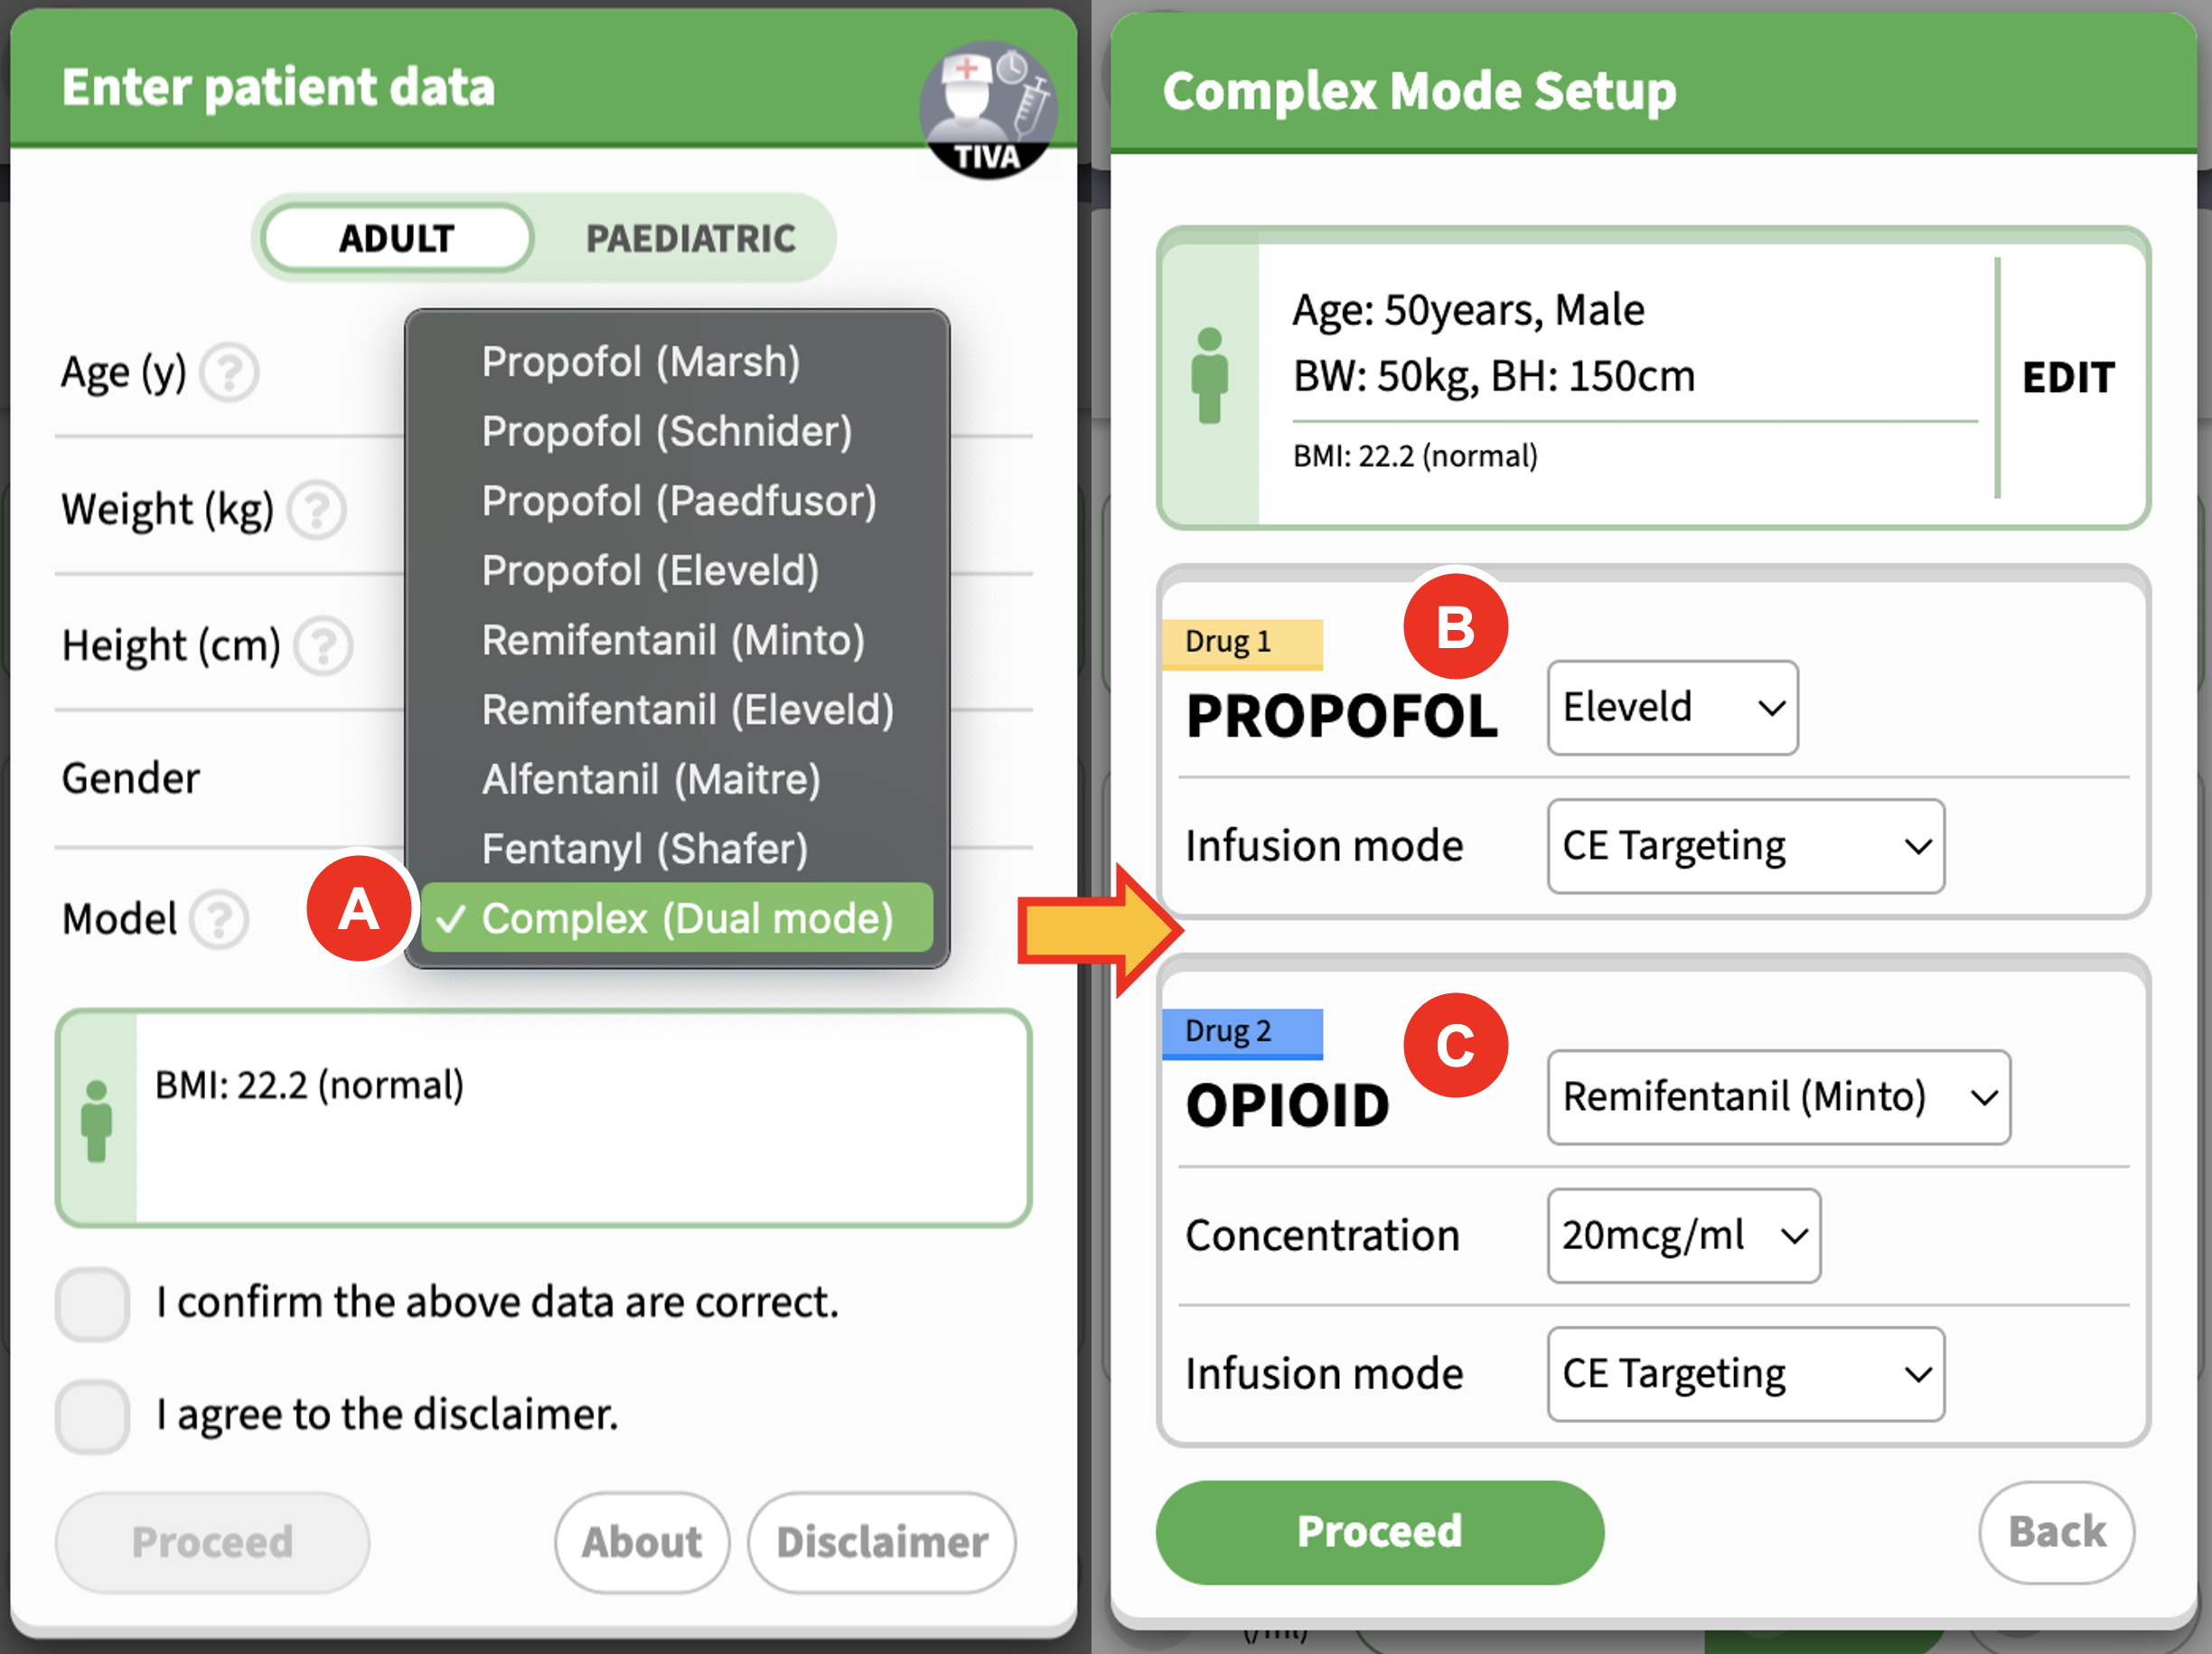 Enter patient data
TIVA
ADULT
PAEDIATRIC
Age (y) ?
Weight (kg) ?
Height (cm) ?
Gender
Model ?
Propofol (Marsh)
Propofol (Schnider)
Propofol (Paedfusor)
Propofol (Eleveld)
Remifentanil (Minto)
Remifentanil (Eleveld)
Alfentanil (Maitre)
Fentanyl (Shafer)
A
✓ Complex (Dual mode)
BMI: 22.2 (normal)
I confirm the above data are correct.
I agree to the disclaimer.
Proceed
About
Disclaimer
Complex Mode Setup
Age: 50years, Male
BW: 50kg, BH: 150cm
BMI: 22.2 (normal)
EDIT
Drug 1
B
PROPOFOL
Eleveld
Infusion mode
CE Targeting
Drug 2
C
OPIOID
Remifentanil (Minto)
Concentration
20mcg/ml
Infusion mode
CE Targeting
Proceed
Back